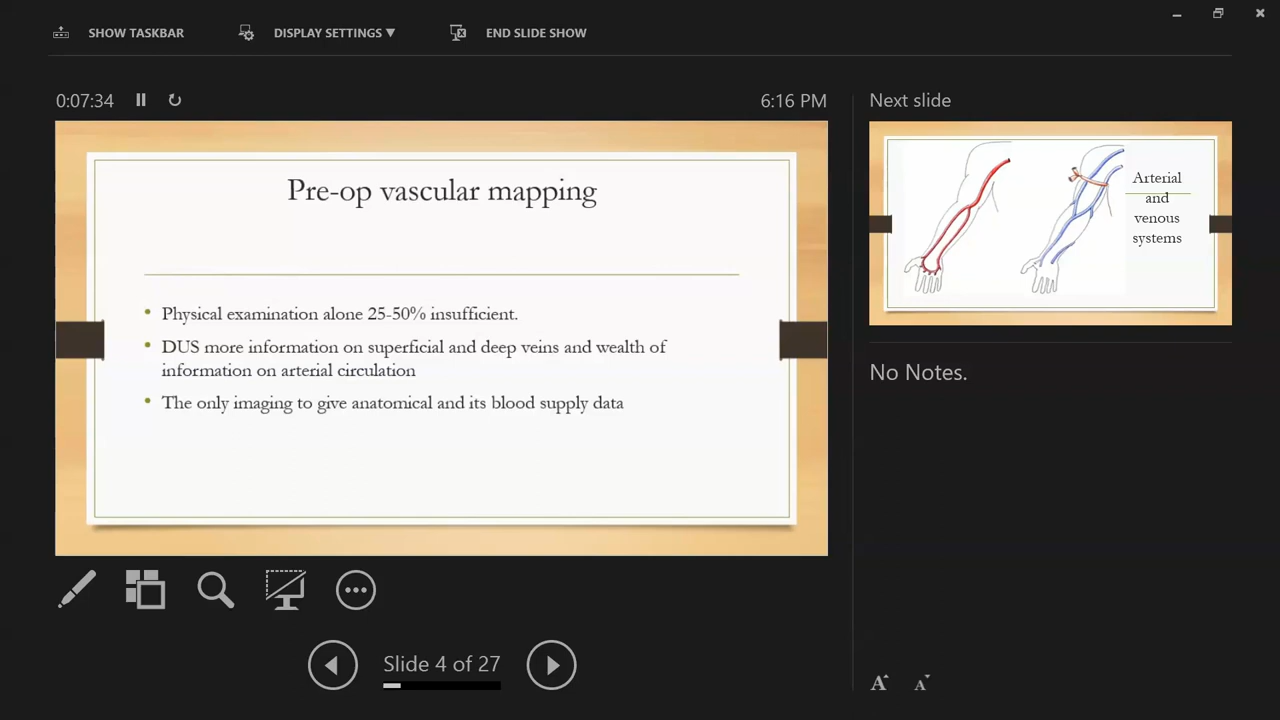 SHOW TASKBAR
DISPLAY SETTINGS ▼
END SLIDE SHOW
0:07:34
6:16 PM
Pre-op vascular mapping
• Physical examination alone 25-50% insufficient.
• DUS more information on superficial and deep veins and wealth of
information on arterial circulation
• The only imaging to give anatomical and its blood supply data
Slide 4 of 27
Next slide
Arterial
and
venous
systems
No Notes.
A A